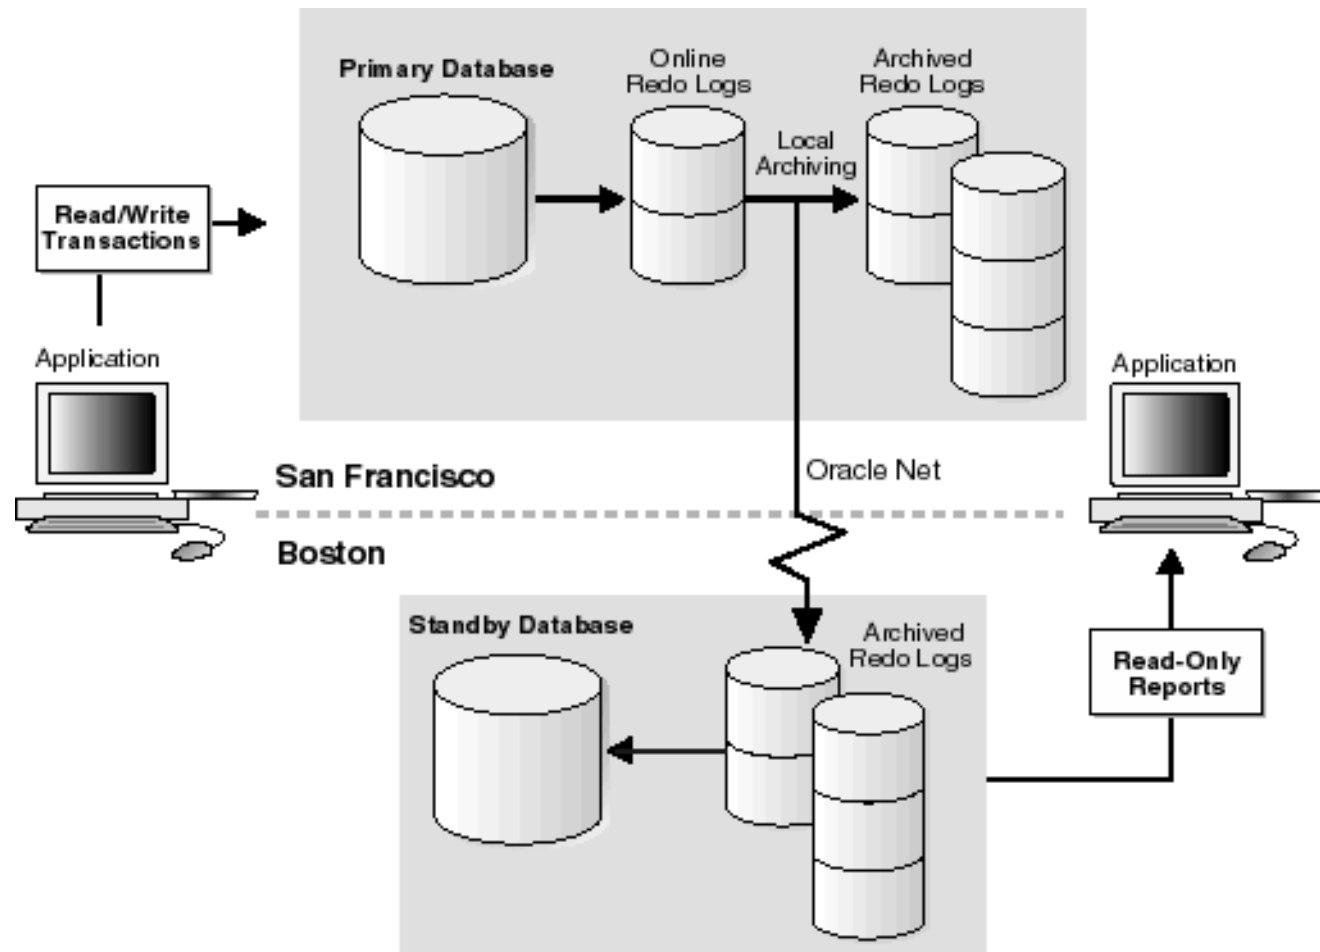 Primary Database
Online
Redo Logs
Archived
Redo Logs
Local
Archiving
Read/Write
Transactions
Application
Application
San Francisco
Oracle Net
Boston
Standby Database
Archived
Redo Logs
Read-Only
Reports